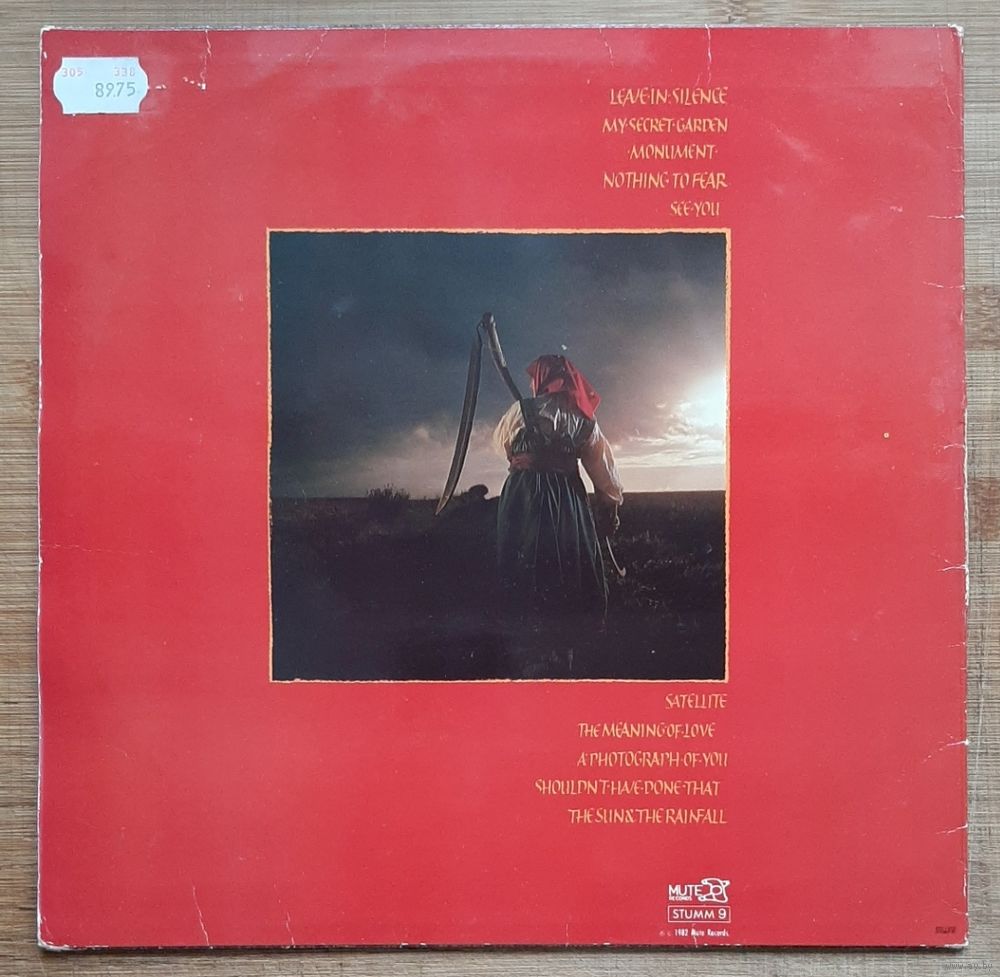 305 338
89.75
LEAVE·IN·SILENCE
MY·SECRET·GARDEN
·MONUMENT·
NOTHING TO FEAR
SEE·YOU
SATELLITE
THE MEANING·OF·LOVE
A·PHOTOGRAPH·OF·YOU
SHOULDN'T·HAVE·DONE·THAT
THE SUN & THE RAINFALL
MUTE
RECORDS
STUMM 9
℗ © 1982 Mute Records